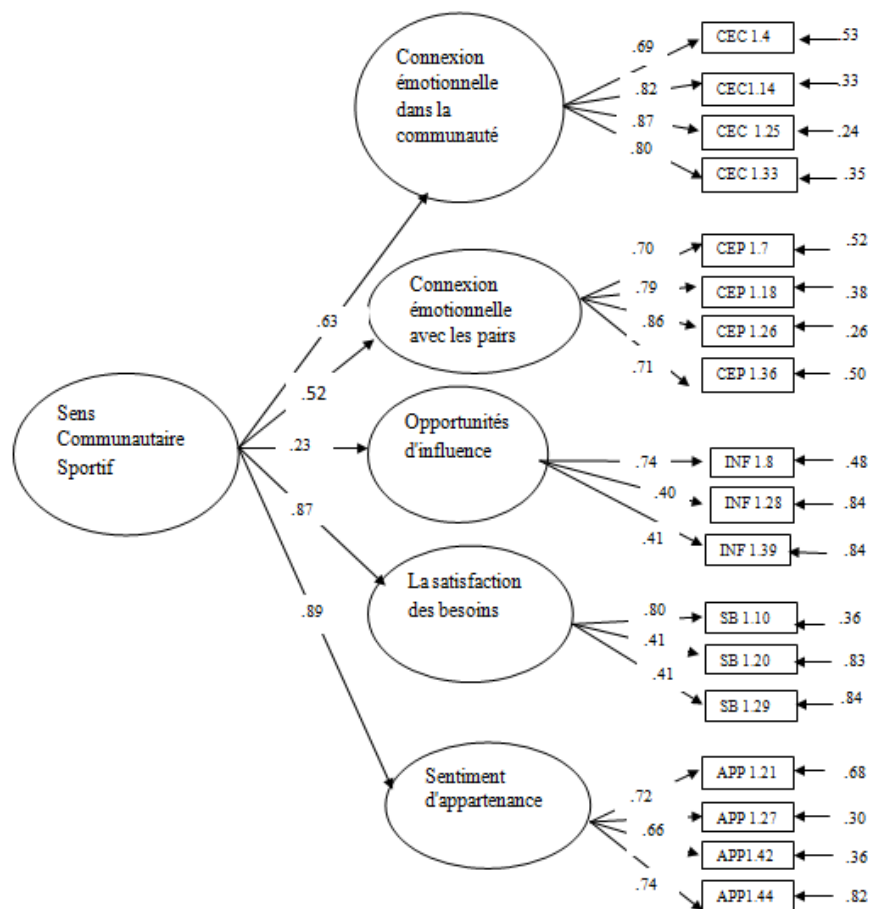 Connexion
émotionnelle
dans la
communauté
.69
.82
.87
.80
CEC 1.4
.53
CEC1.14
.33
CEC 1.25
.24
CEC 1.33
.35
Connexion
émotionnelle
avec les pairs
.70
.79
.86
.71
CEP 1.7
.52
CEP 1.18
.38
CEP 1.26
.26
CEP 1.36
.50
Sens
Communautaire
Sportif
.63
.52
.23
.87
.89
Opportunités
d'influence
.74
.40
.41
INF 1.8
.48
INF 1.28
.84
INF 1.39
.84
La satisfaction
des besoins
.80
.41
.41
SB 1.10
.36
SB 1.20
.83
SB 1.29
.84
Sentiment
d'appartenance
.72
.66
.74
APP 1.21
.68
APP 1.27
.30
APP1.42
.36
APP1.44
.82